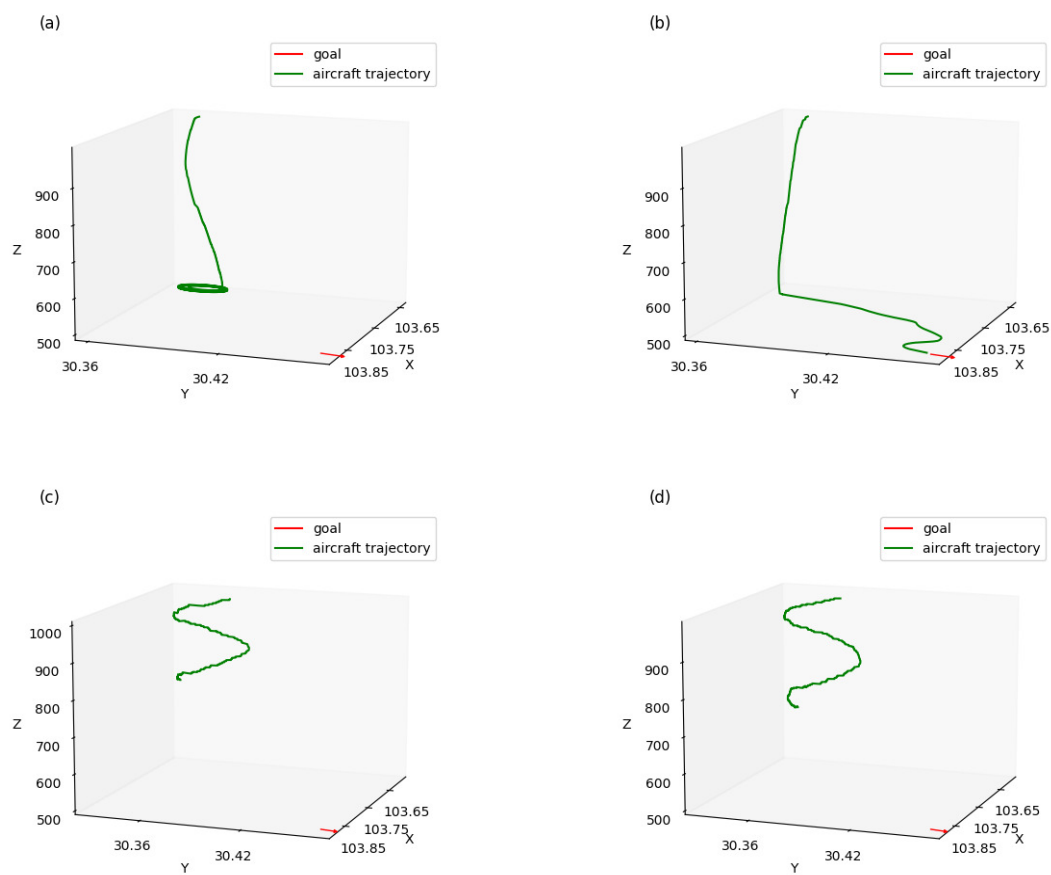 (a)
goal
aircraft trajectory
900
800
700
600
500
Z
30.36
30.42
Y
103.65
103.75
103.85
X
(b)
goal
aircraft trajectory
900
800
700
600
500
Z
30.36
30.42
Y
103.65
103.75
103.85
X
(c)
goal
aircraft trajectory
1000
900
800
700
600
500
Z
30.36
30.42
Y
103.65
103.75
103.85
X
(d)
goal
aircraft trajectory
900
800
700
600
500
Z
30.36
30.42
Y
103.65
103.75
103.85
X